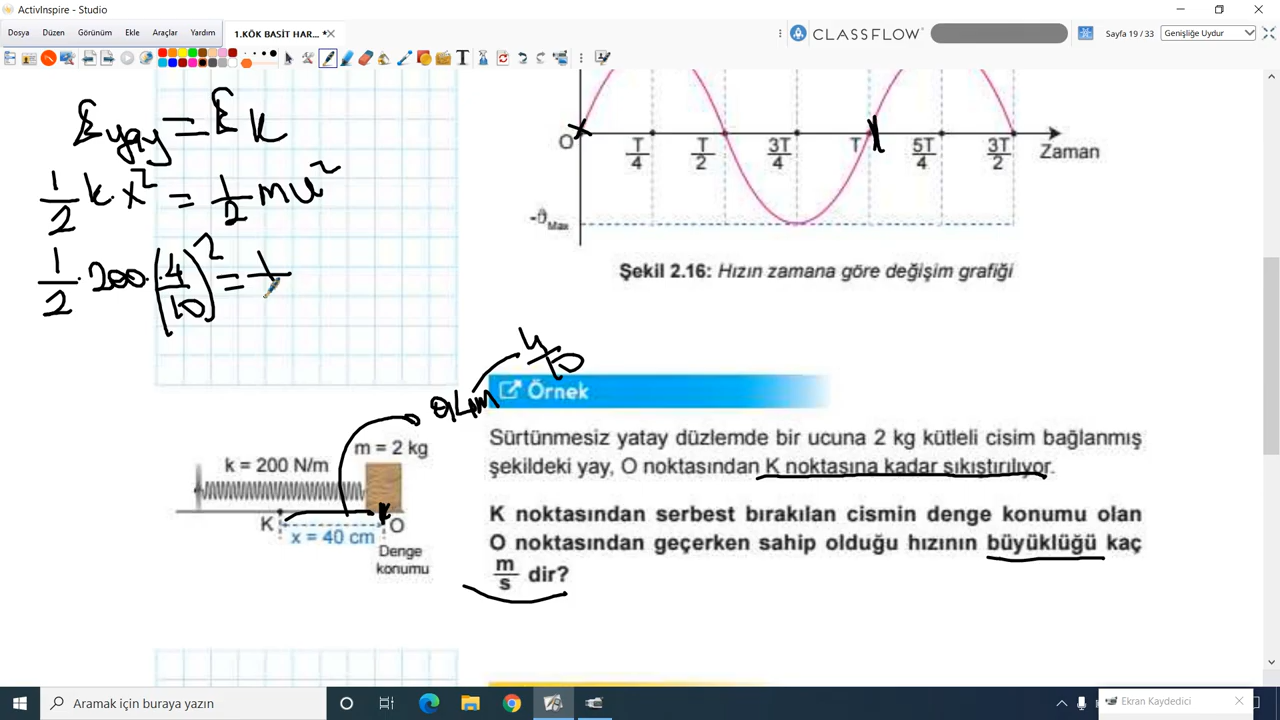 ActivInspire - Studio
Dosya Düzen Görünüm Ekle Araçlar Yardım
1.KÖK BASİT HAR... *
CLASSFLOW
Sayfa 19 / 33
Genişliğe Uydur
E yay = E k
1/2 k. x² = 1/2 mυ²
1/2 . 200. (4/10)² = 1
O T/4 T/2 3T/4 T 5T/4 3T/2 Zaman
-ϑMax
Şekil 2.16: Hızın zamana göre değişim grafiği
4/10
0,4m
Örnek
Sürtünmesiz yatay düzlemde bir ucuna 2 kg kütleli cisim bağlanmış
şekildeki yay, O noktasından K noktasına kadar sıkıştırılıyor.
K noktasından serbest bırakılan cismin denge konumu olan
O noktasından geçerken sahip olduğu hızının büyüklüğü kaç
m/s dir?
m = 2 kg
k = 200 N/m
K O
x = 40 cm
Denge
konumu
Aramak için buraya yazın
Ekran Kaydedici